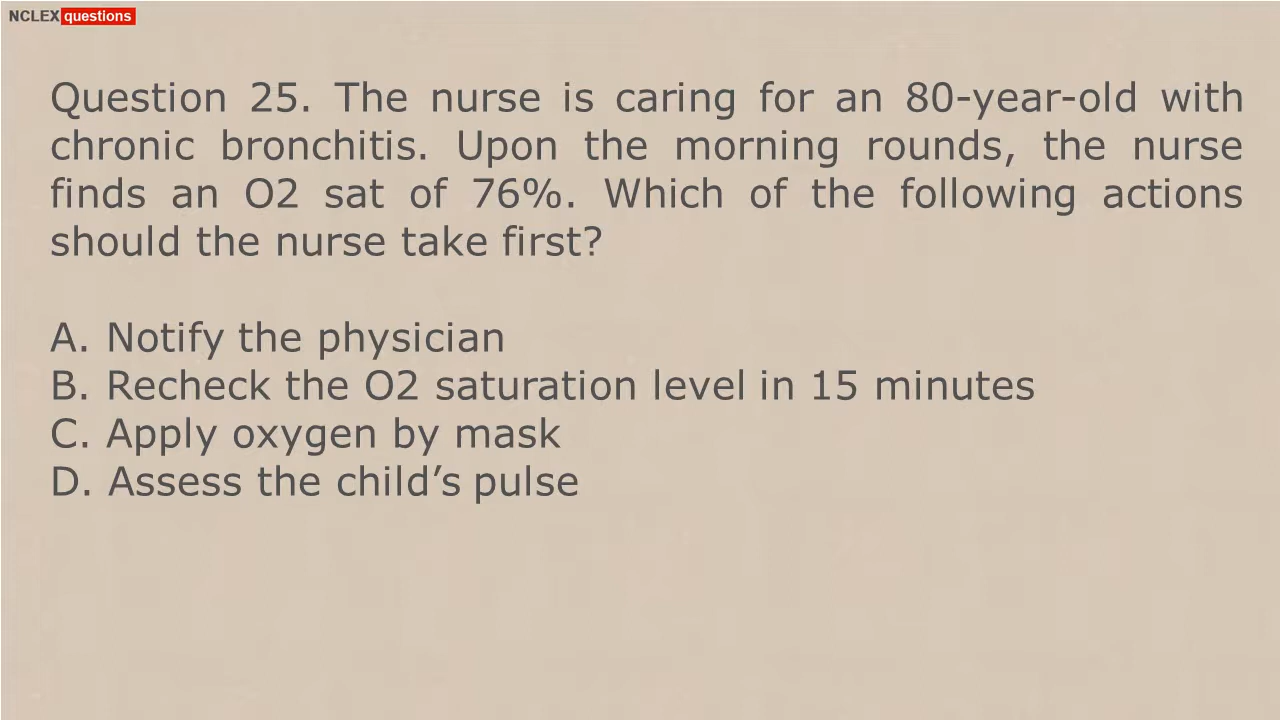 NCLEX questions
Question 25. The nurse is caring for an 80-year-old with
chronic bronchitis. Upon the morning rounds, the nurse
finds an O2 sat of 76%. Which of the following actions
should the nurse take first?
A. Notify the physician
B. Recheck the O2 saturation level in 15 minutes
C. Apply oxygen by mask
D. Assess the child’s pulse